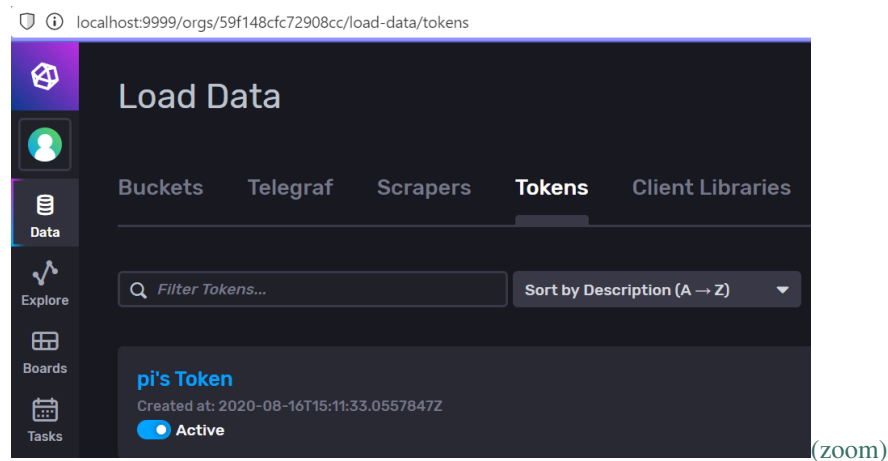 localhost:9999/orgs/59f148cfc72908cc/load-data/tokens
Load Data
Buckets Telegraf Scrapers Tokens Client Libraries
Data
Filter Tokens... Sort by Description (A → Z)
Explore
Boards
pi's Token
Created at: 2020-08-16T15:11:33.0557847Z
Active
Tasks
(zoom)